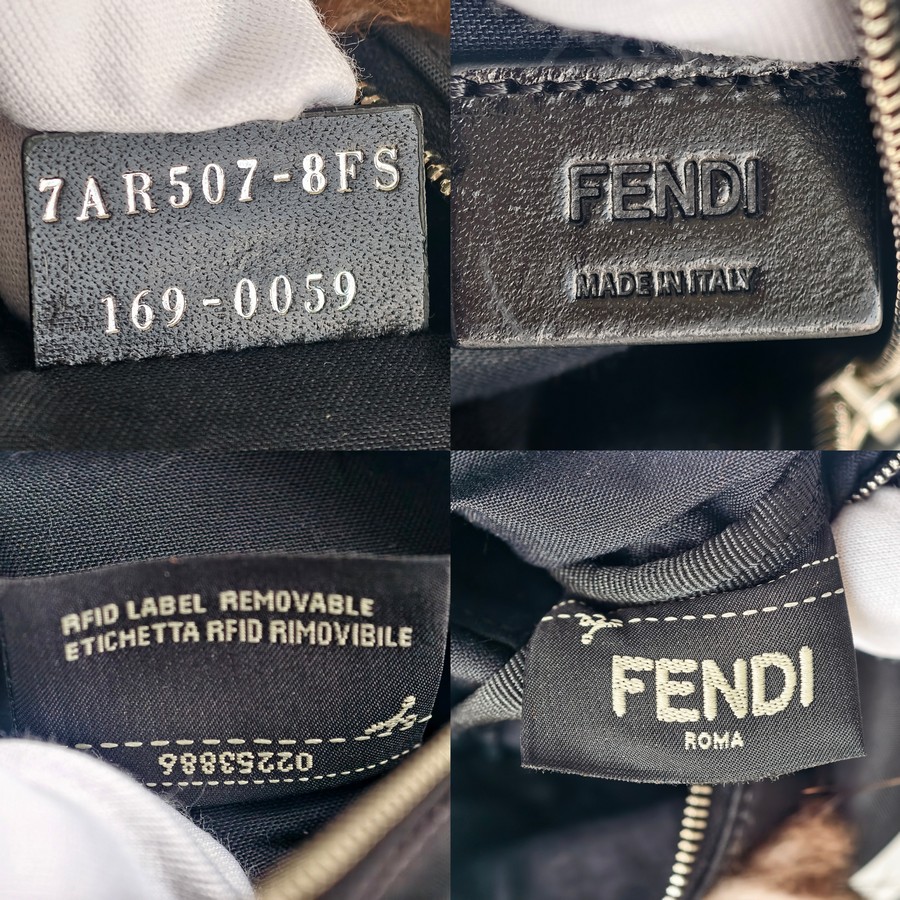 7AR507-8FS
169-0059
FENDI
MADE IN ITALY
RFID LABEL REMOVABLE
ETICHETTA RFID RIMOVIBILE
02253886
FENDI
ROMA